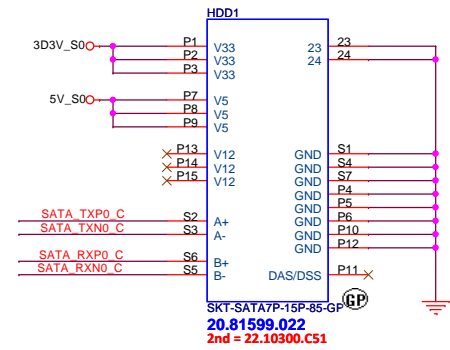 HDD1
3D3V_S0 P1 V33 23 23
P2 V33 24 24
P3 V33
5V_S0 P7 V5
P8 V5
P9 V5
P13 V12 GND S1
P14 V12 GND S4
P15 V12 GND S7
GND P4
GND P5
SATA_TXP0_C S2 A+ GND P6
SATA_TXN0_C S3 A- GND P10
GND P12
SATA_RXP0_C S6 B+
SATA_RXN0_C S5 B- DAS/DSS P11
SKT-SATA7P-15P-85-GP GP
20.81599.022
2nd = 22.10300.C51